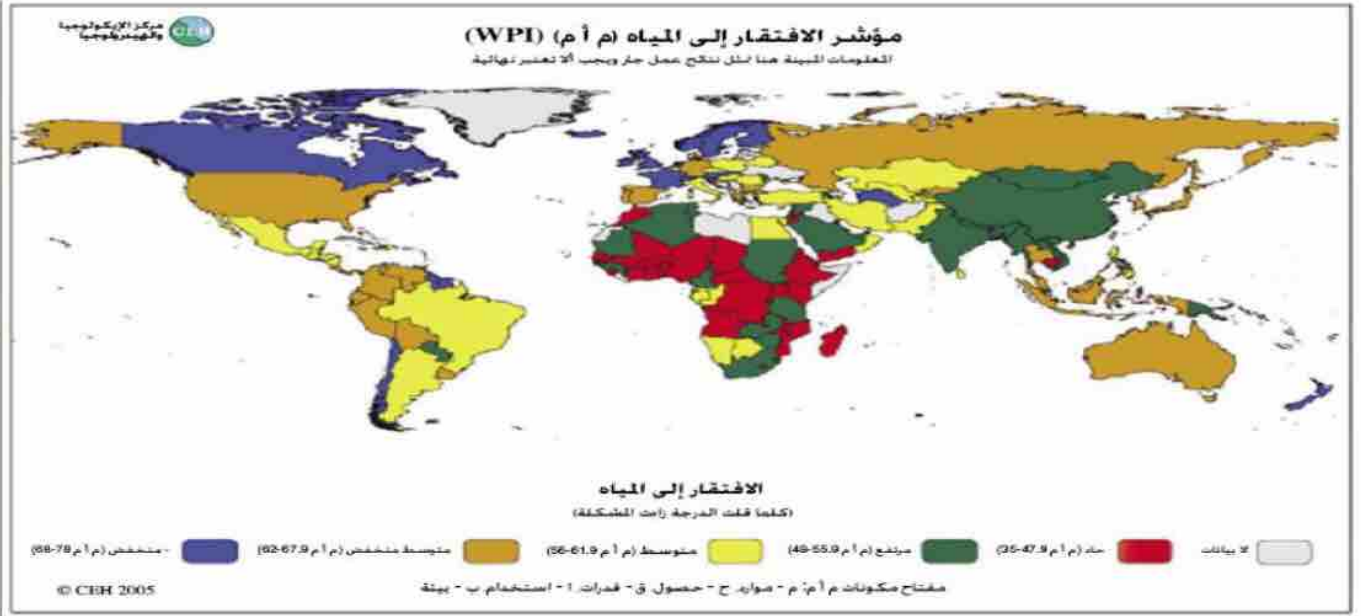 مركز الإيكولوجيا
والهيدرولوجيا
CEH
مؤشر الافتقار إلى المياه (م أ م) (WPI)
المعلومات المبينة هنا تمثل نتائج عمل جار ويجب ألا تعتبر نهائية
الافتقار إلى المياه
(كلما قلت الدرجة زادت المشكلة)
لا بيانات حاد (م أ م 35-47.9) مرتفع (م أ م 48-55.9) متوسط (م أ م 56-61.9) متوسط منخفض (م أ م 62-67.9) - منخفض (م أ م 68-78)
مفتاح مكونات م أ م: م - موارد. ح - حصول. ق - قدرات. ا - استخدام. ب - بيئة
© CEH 2005